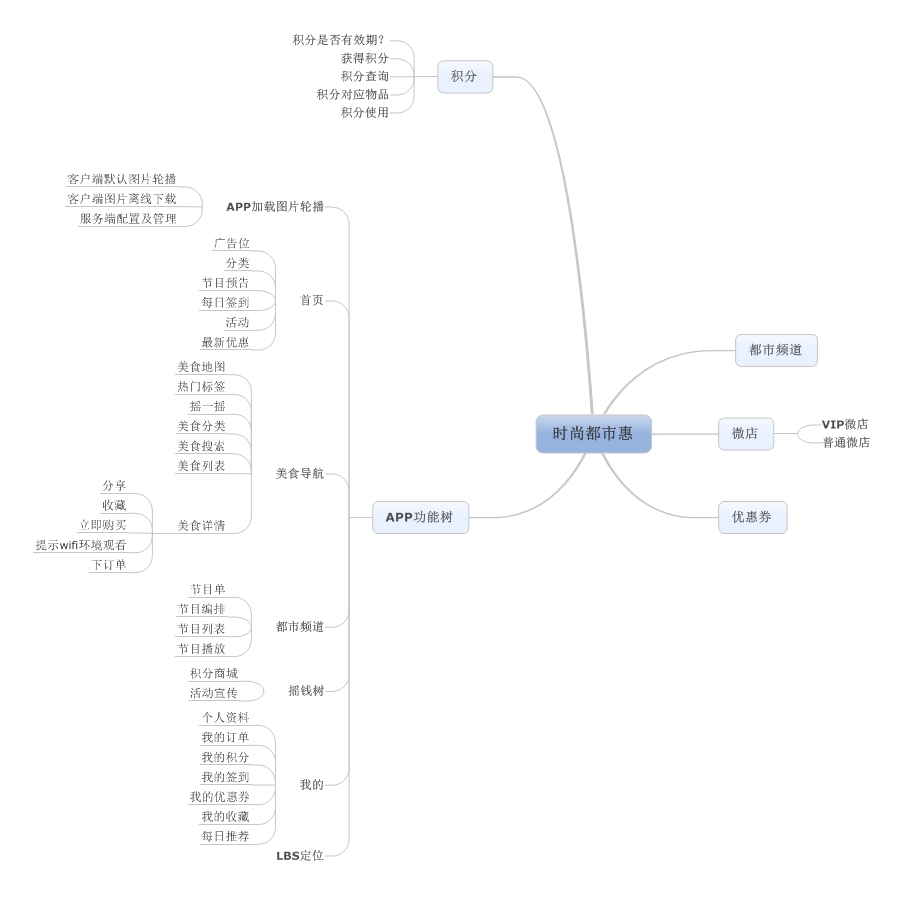 积分是否有效期？
获得积分
积分查询
积分对应物品
积分使用
积分
客户端默认图片轮播
客户端图片离线下载
服务端配置及管理
APP加载图片轮播
广告位
分类
节目预告
每日签到
活动
最新优惠
首页
美食地图
热门标签
摇一摇
美食分类
美食搜索
美食列表
美食导航
分享
收藏
立即购买
提示wifi环境观看
下订单
美食详情
APP功能树
节目单
节目编排
节目列表
节目播放
都市频道
积分商城
活动宣传
摇钱树
个人资料
我的订单
我的积分
我的签到
我的优惠券
我的收藏
每日推荐
我的
LBS定位
时尚都市惠
都市频道
微店
VIP微店
普通微店
优惠券